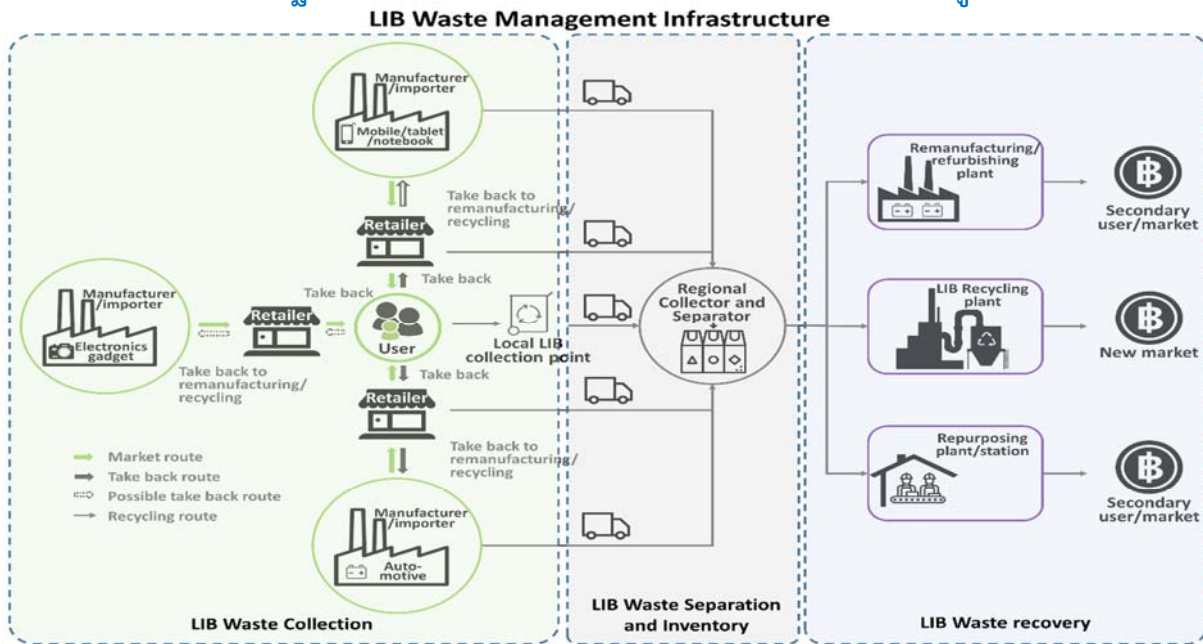 LIB Waste Management Infrastructure
Manufacturer
/importer
Mobile/tablet
/notebook
Take back to
remanufacturing/
recycling
Retailer
Take back
Manufacturer
/importer
Electronics
gadget
Retailer
Take back to
remanufacturing/
recycling
Take back
User
Local LIB
collection point
Take back
Retailer
Take back to
remanufacturing/
recycling
Manufacturer
/importer
Auto-
motive
Market route
Take back route
Possible take back route
Recycling route
LIB Waste Collection
Regional
Collector and
Separator
LIB Waste Separation
and Inventory
Remanufacturing/
refurbishing
plant
Secondary
user/market
LIB Recycling
plant
New market
Repurposing
plant/station
Secondary
user/market
LIB Waste recovery